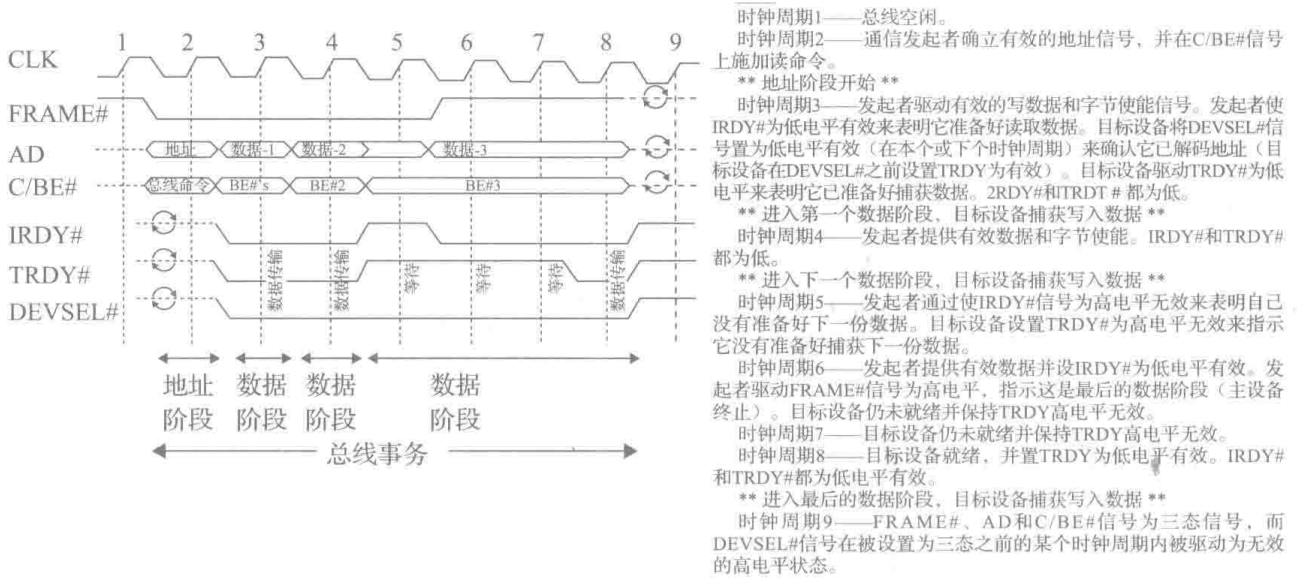 1 2 3 4 5 6 7 8 9
CLK
FRAME#
AD 地址 数据-1 数据-2 数据-3
C/BE# 总线命令 BE#'s BE#2 BE#3
IRDY#
TRDY# 数据传输 数据传输 等待 等待 等待 数据传输
DEVSEL#
地址 数据 数据 数据
阶段 阶段 阶段 阶段
总线事务
时钟周期1——总线空闲。
时钟周期2——通信发起者确立有效的地址信号，并在C/BE#信号
上施加读命令。
** 地址阶段开始 **
时钟周期3——发起者驱动有效的写数据和字节使能信号。发起者使
IRDY#为低电平有效来表明它准备好读取数据。目标设备将DEVSEL#信
号置为低电平有效（在本个或下个时钟周期）来确认它已解码地址（目
标设备在DEVSEL#之前设置TRDY为有效）。目标设备驱动TRDY#为低
电平来表明它已准备好捕获数据。2RDY#和TRDT # 都为低。
** 进入第一个数据阶段，目标设备捕获写入数据 **
时钟周期4——发起者提供有效数据和字节使能。IRDY#和TRDY#
都为低。
** 进入下一个数据阶段，目标设备捕获写入数据 **
时钟周期5——发起者通过使IRDY#信号为高电平无效来表明自己
没有准备好下一份数据。目标设备设置TRDY#为高电平无效来指示
它没有准备好捕获下一份数据。
时钟周期6——发起者提供有效数据并设IRDY#为低电平有效。发
起者驱动FRAME#信号为高电平，指示这是最后的数据阶段（主设备
终止）。目标设备仍未就绪并保持TRDY高电平无效。
时钟周期7——目标设备仍未就绪并保持TRDY高电平无效。
时钟周期8——目标设备就绪，并置TRDY为低电平有效。IRDY#
和TRDY#都为低电平有效。
** 进入最后的数据阶段，目标设备捕获写入数据 **
时钟周期9——FRAME#、AD和C/BE#信号为三态信号，而
DEVSEL#信号在被设置为三态之前的某个时钟周期内被驱动为无效
的高电平状态。